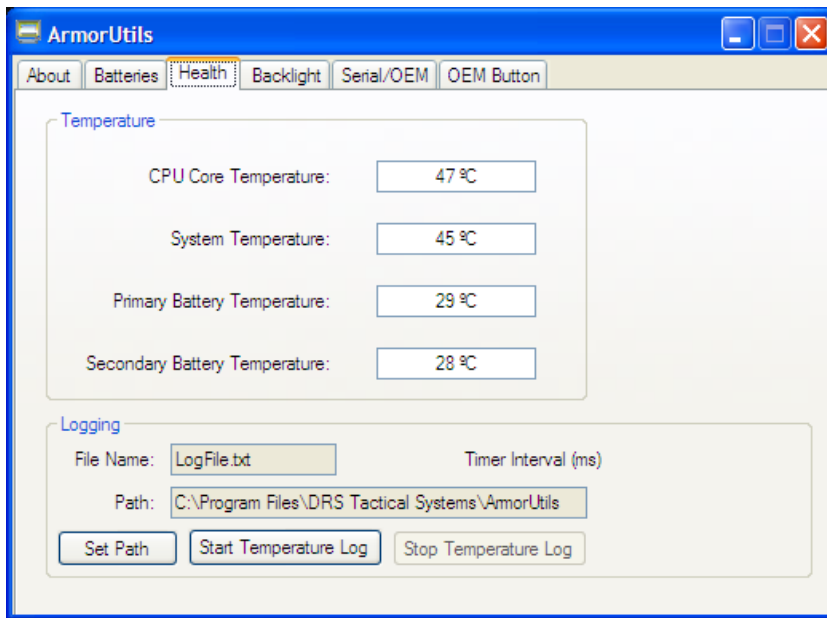 ArmorUtils
About Batteries Health Backlight Serial/OEM OEM Button
Temperature
CPU Core Temperature: 47 ºC
System Temperature: 45 ºC
Primary Battery Temperature: 29 ºC
Secondary Battery Temperature: 28 ºC
Logging
File Name: LogFile.txt Timer Interval (ms)
Path: C:\Program Files\DRS Tactical Systems\ArmorUtils
Set Path Start Temperature Log Stop Temperature Log